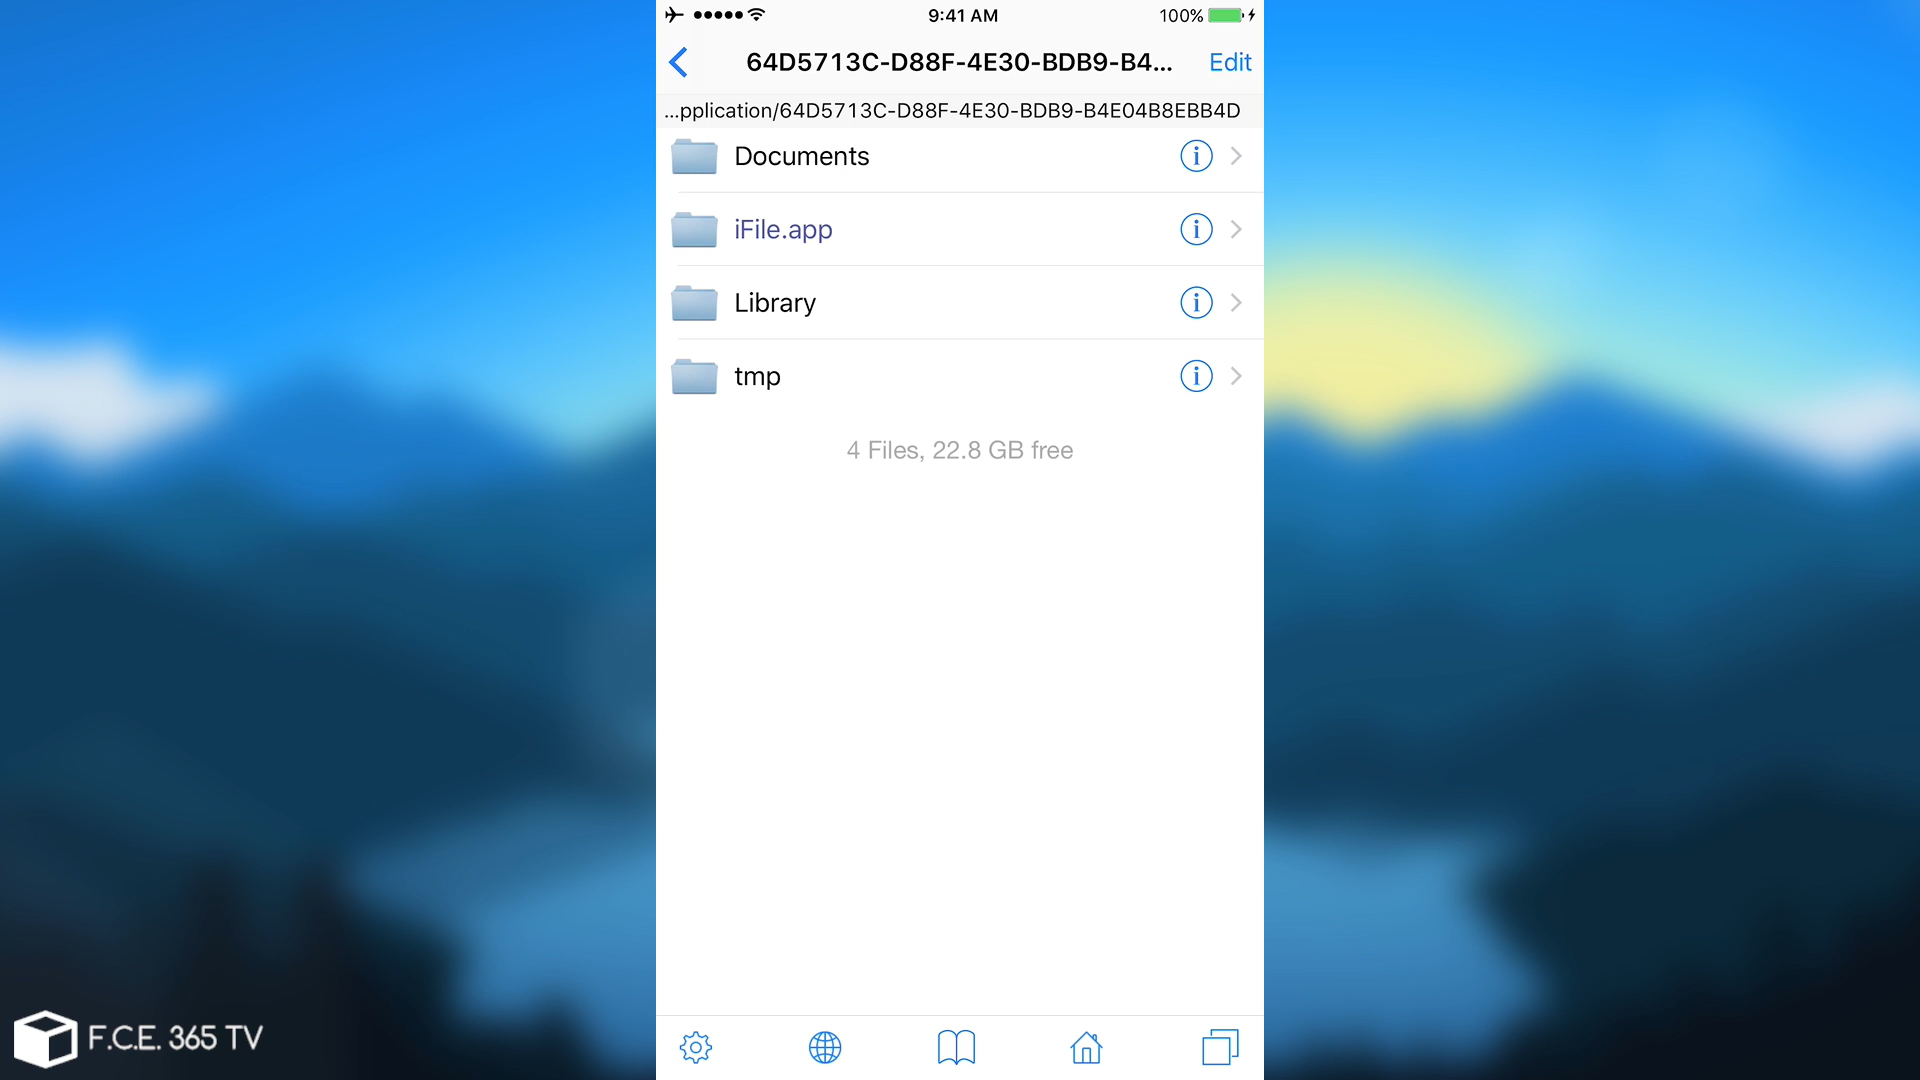 9:41 AM
100%
64D5713C-D88F-4E30-BDB9-B4...
Edit
...pplication/64D5713C-D88F-4E30-BDB9-B4E04B8EBB4D
Documents
iFile.app
Library
tmp
4 Files, 22.8 GB free
F.C.E. 365 TV